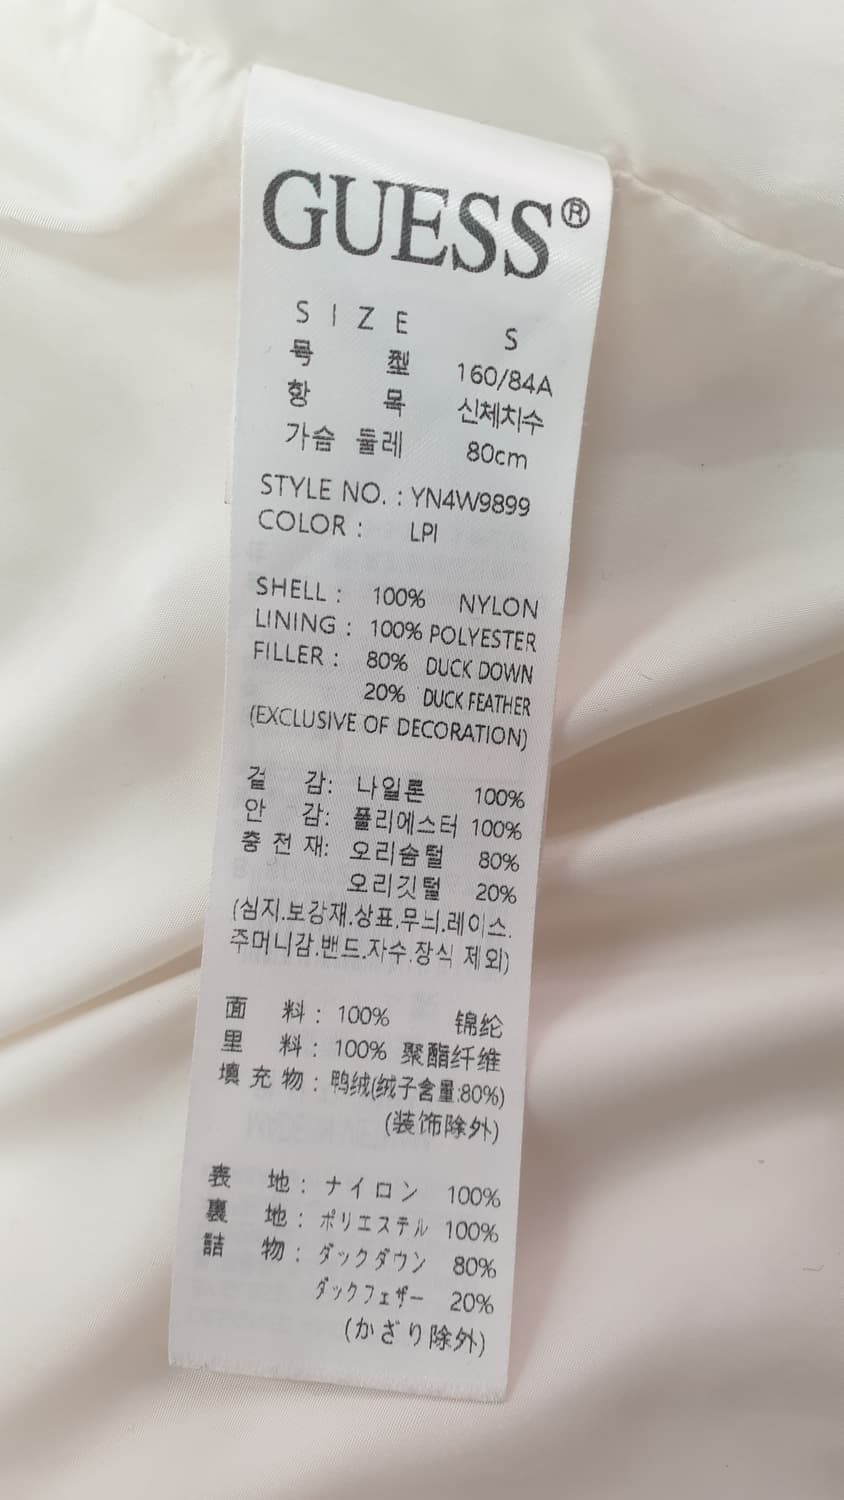 GUESS®
SIZE S
号 型 160/84A
항 목 신체치수
가슴 둘레 80cm
STYLE NO. : YN4W9899
COLOR : LPI
SHELL : 100% NYLON
LINING : 100% POLYESTER
FILLER : 80% DUCK DOWN
20% DUCK FEATHER
(EXCLUSIVE OF DECORATION)
겉 감: 나일론 100%
안 감: 폴리에스터 100%
충 전 재: 오리솜털 80%
오리깃털 20%
(심지.보강재.상표.무늬.레이스.
주머니감.밴드.자수.장식 제외)
面 料 : 100% 锦纶
里 料 : 100% 聚酯纤维
填 充 物 : 鸭绒(绒子含量:80%)
(装饰除外)
表 地 : ナイロン 100%
裏 地 : ポリエステル 100%
詰 物 : ダックダウン 80%
ダックフェザー 20%
(かざり除外)